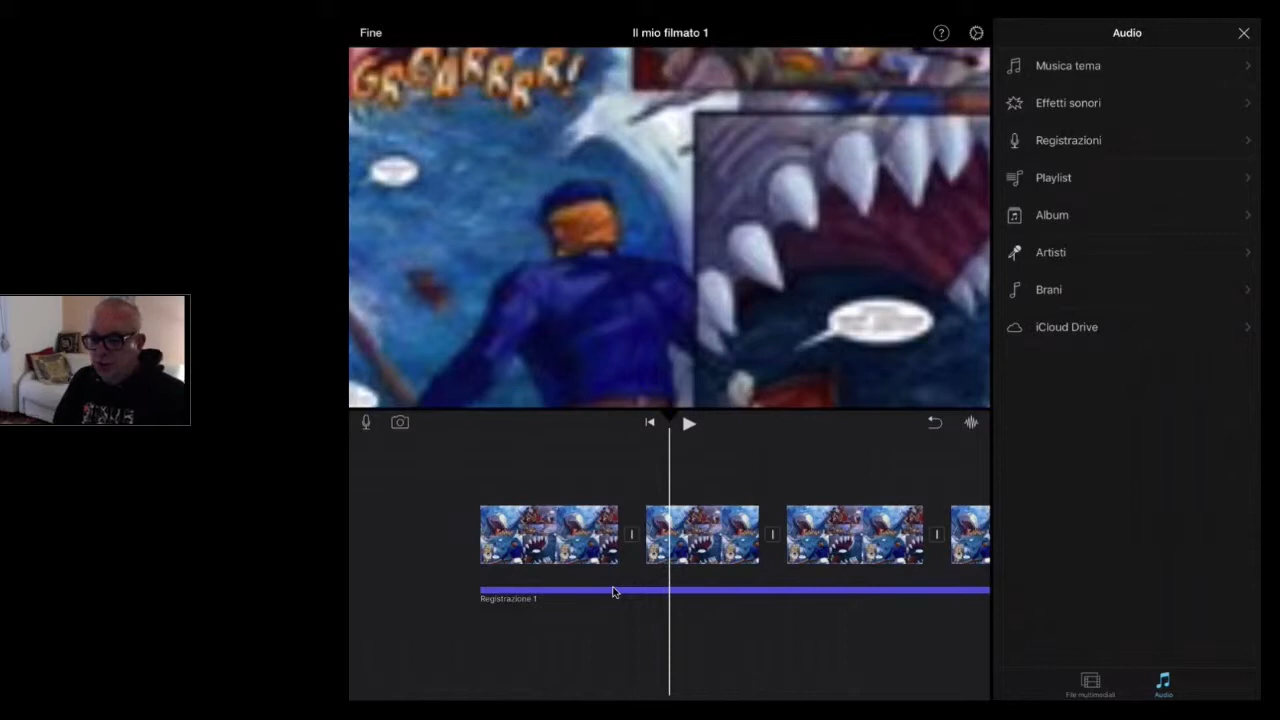 Fine
Il mio filmato 1
?
Audio
GRROARRRR!
Musica tema
Effetti sonori
Registrazioni
Playlist
Album
Artisti
Brani
iCloud Drive
Registrazione 1
File multimediali
Audio